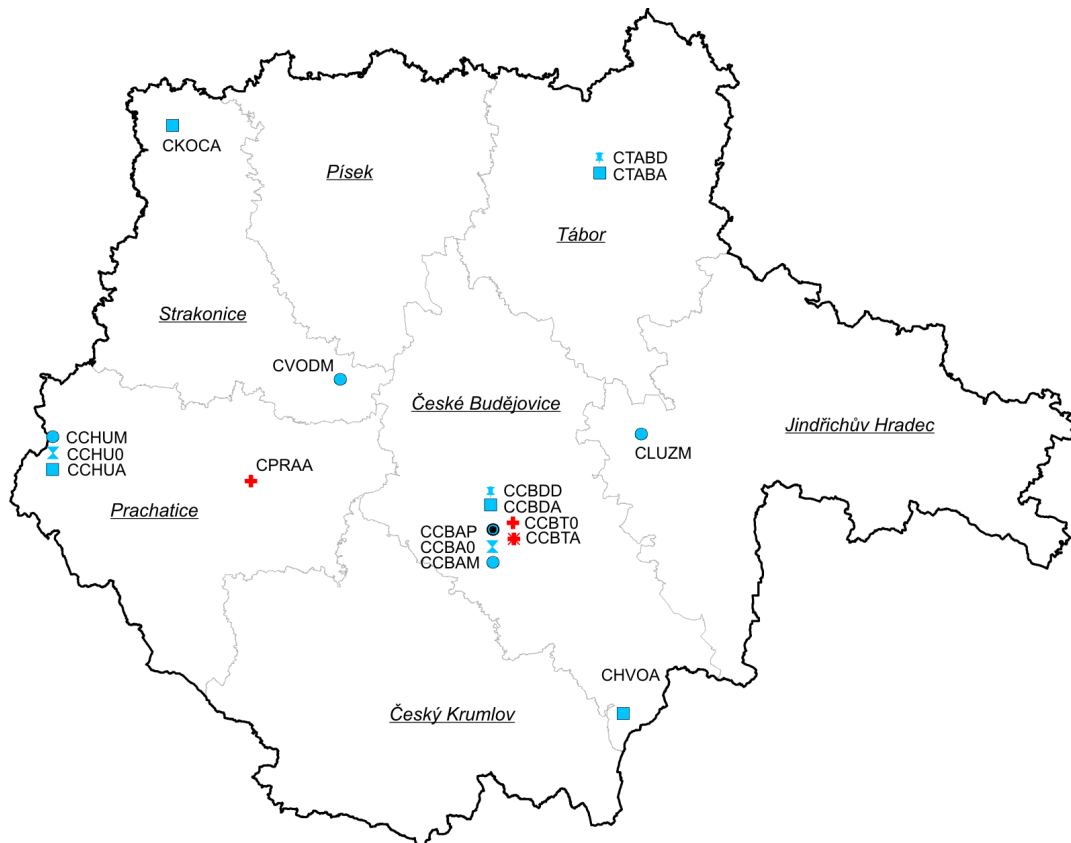 CKOCA
Písek
CTABD
CTABA
Tábor
Strakonice
CVODM
České Budějovice
Jindřichův Hradec
CCHUM
CCHU0
CCHUA
CLUZM
CPRAA
Prachatice
CCBDD
CCBDA
CCBT0
CCBAP
CCBTA
CCBA0
CCBAM
CHVOA
Český Krumlov